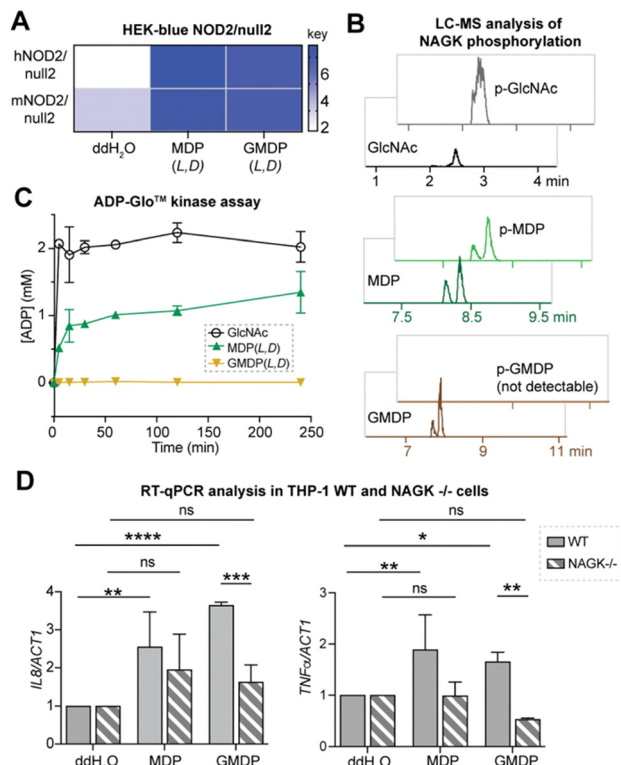 A
HEK-blue NOD2/null2
key
hNOD2/
null2
mNOD2/
null2
6
4
2
ddH2O
MDP
(L,D)
GMDP
(L,D)
B
LC-MS analysis of
NAGK phosphorylation
p-GlcNAc
GlcNAc
1 2 3 4 min
p-MDP
MDP
7.5 8.5 9.5 min
p-GMDP
(not detectable)
GMDP
7 9 11 min
C
ADP-Glo™ kinase assay
[ADP] (mM)
2
1
0
GlcNAc
MDP(L,D)
GMDP(L,D)
0 50 100 150 200 250
Time (min)
D
RT-qPCR analysis in THP-1 WT and NAGK -/- cells
ns
****
ns
**
***
IL8/ACT1
4
3
2
1
0
ddH2O MDP GMDP
ns
*
**
ns
**
TNFα/ACT1
3
2
1
0
ddH2O MDP GMDP
WT
NAGK-/-